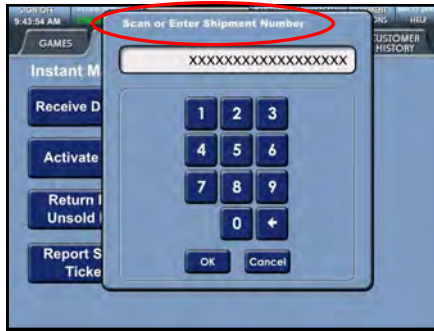 SIGN OFF
9:43:54 AM
Scan or Enter Shipment Number
HELP
GAMES
CUSTOMER
HISTORY
Instant M
XXXXXXXXXXXXXXXXXX
Receive D
1 2 3
Activate
4 5 6
7 8 9
Return I
Unsold
0 ←
Report S
Ticke
OK Cancel